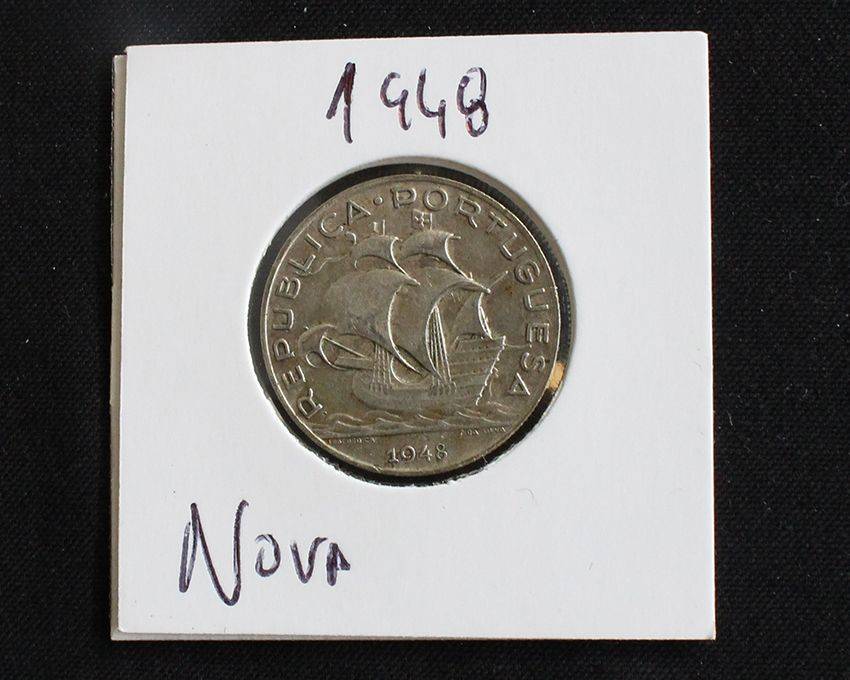 1948
REPUBLICA · PORTUGUESA
1948
Nova